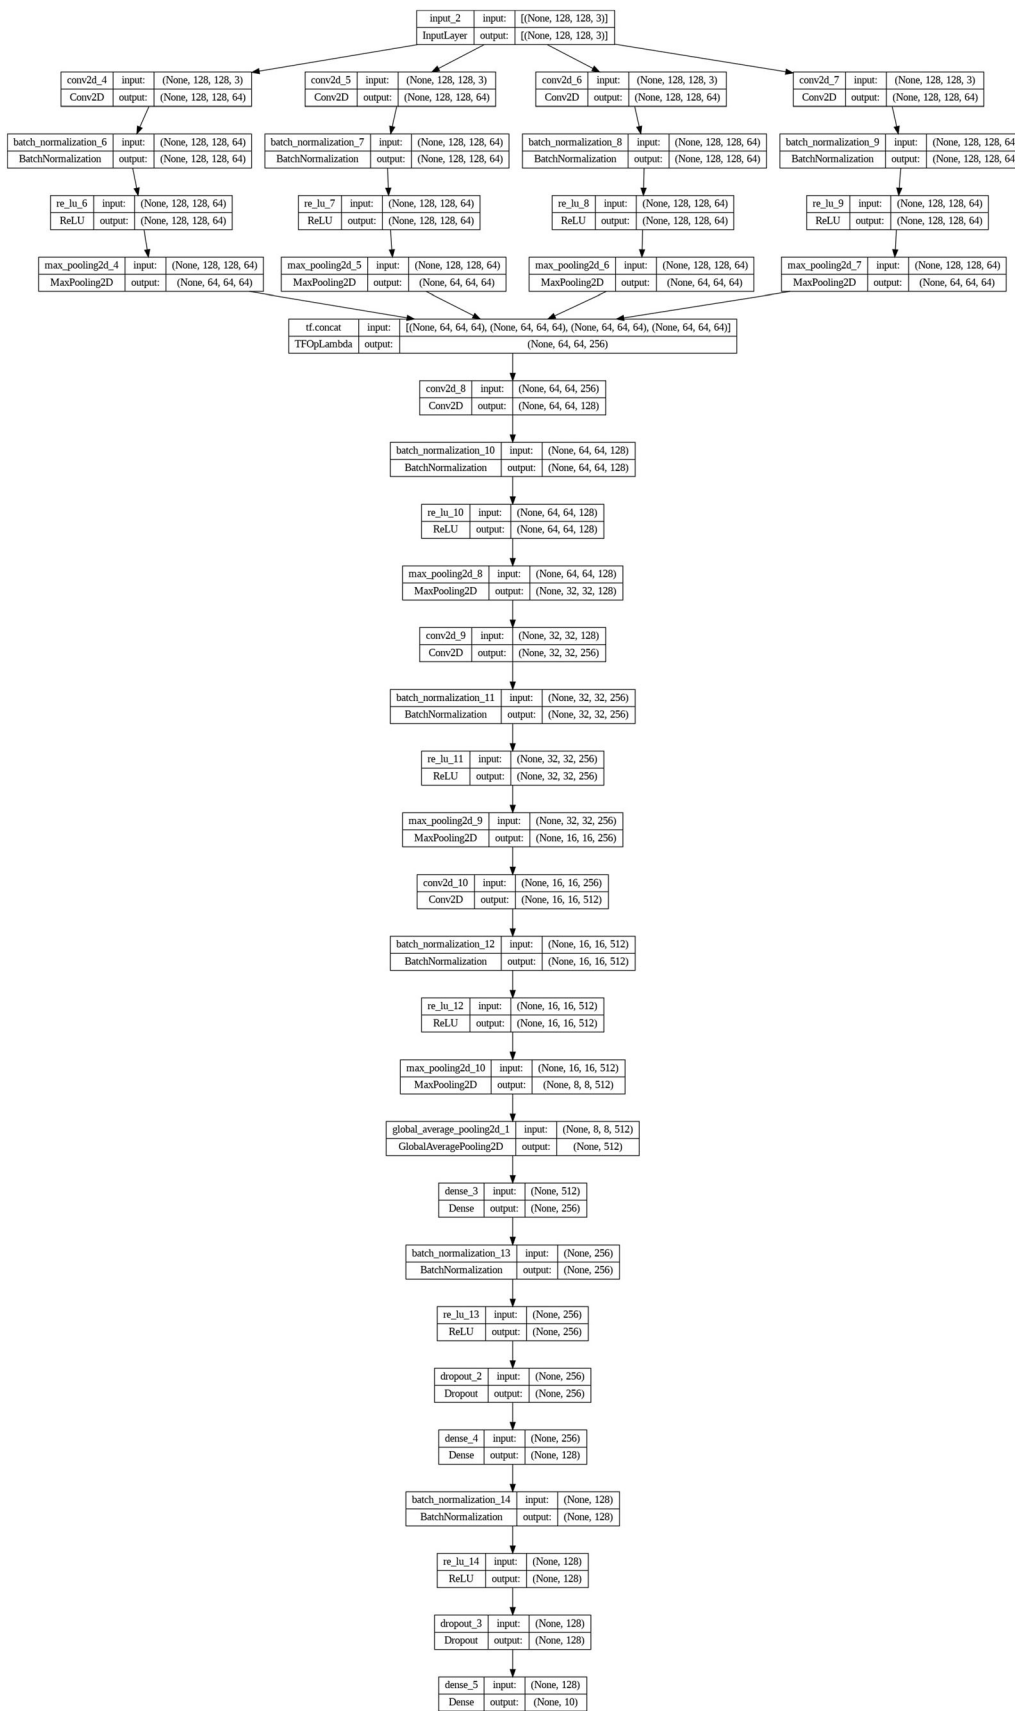 input_2 input: [(None, 128, 128, 3)]
InputLayer output: [(None, 128, 128, 3)]
conv2d_4 input: (None, 128, 128, 3)
Conv2D output: (None, 128, 128, 64)
conv2d_5 input: (None, 128, 128, 3)
Conv2D output: (None, 128, 128, 64)
conv2d_6 input: (None, 128, 128, 3)
Conv2D output: (None, 128, 128, 64)
conv2d_7 input: (None, 128, 128, 3)
Conv2D output: (None, 128, 128, 64)
batch_normalization_6 input: (None, 128, 128, 64)
BatchNormalization output: (None, 128, 128, 64)
batch_normalization_7 input: (None, 128, 128, 64)
BatchNormalization output: (None, 128, 128, 64)
batch_normalization_8 input: (None, 128, 128, 64)
BatchNormalization output: (None, 128, 128, 64)
batch_normalization_9 input: (None, 128, 128, 64)
BatchNormalization output: (None, 128, 128, 64)
re_lu_6 input: (None, 128, 128, 64)
ReLU output: (None, 128, 128, 64)
re_lu_7 input: (None, 128, 128, 64)
ReLU output: (None, 128, 128, 64)
re_lu_8 input: (None, 128, 128, 64)
ReLU output: (None, 128, 128, 64)
re_lu_9 input: (None, 128, 128, 64)
ReLU output: (None, 128, 128, 64)
max_pooling2d_4 input: (None, 128, 128, 64)
MaxPooling2D output: (None, 64, 64, 64)
max_pooling2d_5 input: (None, 128, 128, 64)
MaxPooling2D output: (None, 64, 64, 64)
max_pooling2d_6 input: (None, 128, 128, 64)
MaxPooling2D output: (None, 64, 64, 64)
max_pooling2d_7 input: (None, 128, 128, 64)
MaxPooling2D output: (None, 64, 64, 64)
tf.concat input: [(None, 64, 64, 64), (None, 64, 64, 64), (None, 64, 64, 64), (None, 64, 64, 64)]
TFOpLambda output: (None, 64, 64, 256)
conv2d_8 input: (None, 64, 64, 256)
Conv2D output: (None, 64, 64, 128)
batch_normalization_10 input: (None, 64, 64, 128)
BatchNormalization output: (None, 64, 64, 128)
re_lu_10 input: (None, 64, 64, 128)
ReLU output: (None, 64, 64, 128)
max_pooling2d_8 input: (None, 64, 64, 128)
MaxPooling2D output: (None, 32, 32, 128)
conv2d_9 input: (None, 32, 32, 128)
Conv2D output: (None, 32, 32, 256)
batch_normalization_11 input: (None, 32, 32, 256)
BatchNormalization output: (None, 32, 32, 256)
re_lu_11 input: (None, 32, 32, 256)
ReLU output: (None, 32, 32, 256)
max_pooling2d_9 input: (None, 32, 32, 256)
MaxPooling2D output: (None, 16, 16, 256)
conv2d_10 input: (None, 16, 16, 256)
Conv2D output: (None, 16, 16, 512)
batch_normalization_12 input: (None, 16, 16, 512)
BatchNormalization output: (None, 16, 16, 512)
re_lu_12 input: (None, 16, 16, 512)
ReLU output: (None, 16, 16, 512)
max_pooling2d_10 input: (None, 16, 16, 512)
MaxPooling2D output: (None, 8, 8, 512)
global_average_pooling2d_1 input: (None, 8, 8, 512)
GlobalAveragePooling2D output: (None, 512)
dense_3 input: (None, 512)
Dense output: (None, 256)
batch_normalization_13 input: (None, 256)
BatchNormalization output: (None, 256)
re_lu_13 input: (None, 256)
ReLU output: (None, 256)
dropout_2 input: (None, 256)
Dropout output: (None, 256)
dense_4 input: (None, 256)
Dense output: (None, 128)
batch_normalization_14 input: (None, 128)
BatchNormalization output: (None, 128)
re_lu_14 input: (None, 128)
ReLU output: (None, 128)
dropout_3 input: (None, 128)
Dropout output: (None, 128)
dense_5 input: (None, 128)
Dense output: (None, 10)